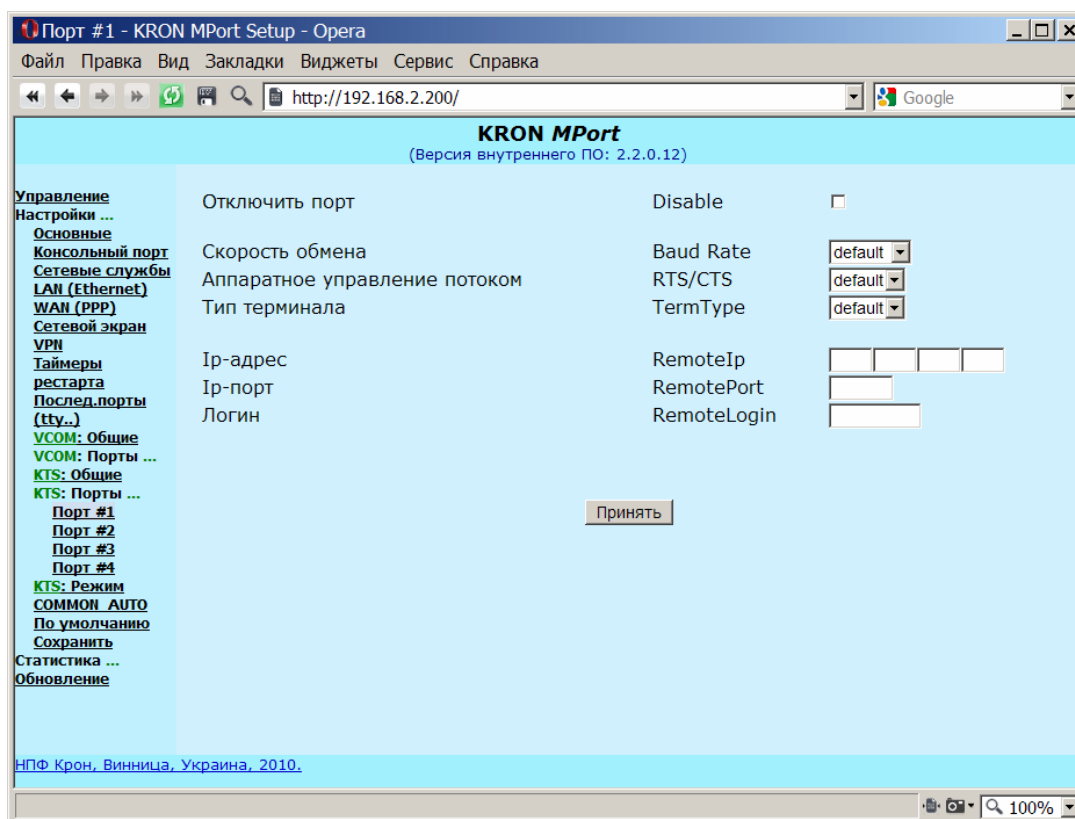 Порт #1 - KRON MPort Setup - Opera
Файл Правка Вид Закладки Виджеты Сервис Справка
http://192.168.2.200/
Google
KRON MPort
(Версия внутреннего ПО: 2.2.0.12)
Управление
Настройки ...
Основные
Консольный порт
Сетевые службы
LAN (Ethernet)
WAN (PPP)
Сетевой экран
VPN
Таймеры
рестарта
Послед.порты
(tty..)
VCOM: Общие
VCOM: Порты ...
KTS: Общие
KTS: Порты ...
Порт #1
Порт #2
Порт #3
Порт #4
KTS: Режим
COMMON_AUTO
По умолчанию
Сохранить
Статистика ...
Обновление
Отключить порт Disable
Скорость обмена Baud Rate default
Аппаратное управление потоком RTS/CTS default
Тип терминала TermType default
Ip-адрес RemoteIp
Ip-порт RemotePort
Логин RemoteLogin
Принять
НПФ Крон, Винница, Украина, 2010.
100%